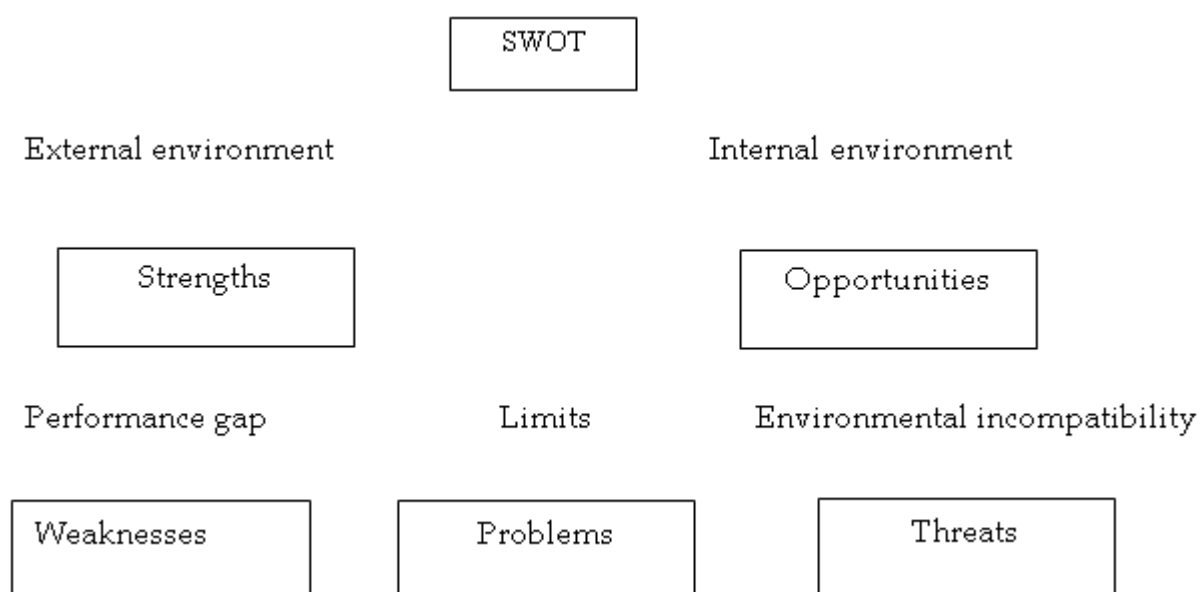 SWOT
External environment
Internal environment
Strengths
Opportunities
Performance gap
Limits
Environmental incompatibility
Weaknesses
Problems
Threats